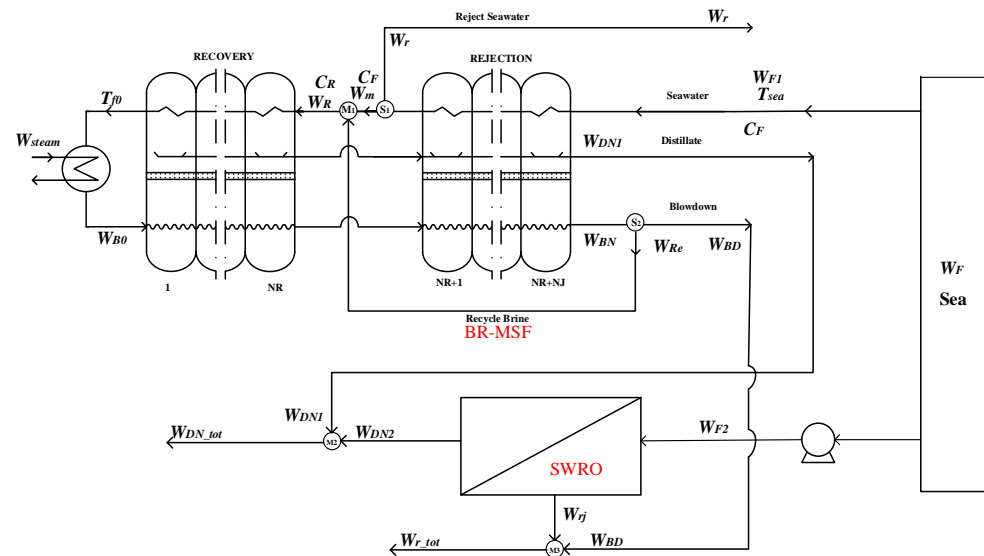 Reject Seawater
W_r
W_r
RECOVERY
REJECTION
C_F
C_R
W_m
W_R
M1
S1
W_F1
T_sea
Seawater
C_F
T_f0
W_steam
W_DN1
Distillate
W_B0
S2
Blowdown
W_BN
W_Re
W_BD
1
NR
NR+1
NR+NJ
W_F
Sea
Recycle Brine
BR-MSF
W_DN1
W_DN_tot
M2
W_DN2
W_F2
SWRO
W_rj
W_r_tot
M3
W_BD